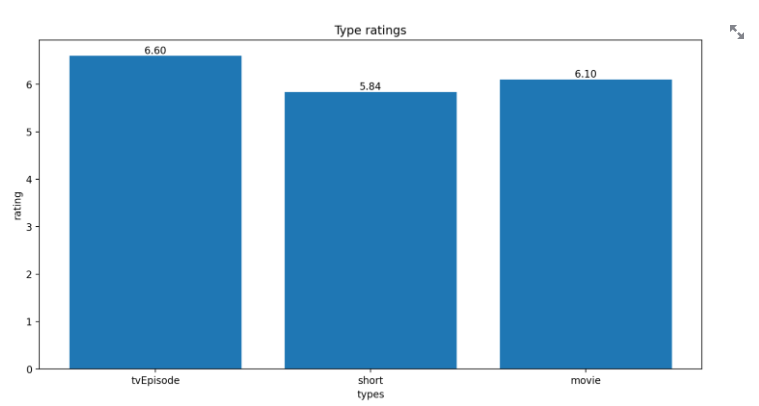 Type ratings
6.60
5.84
6.10
rating
6
5
4
3
2
1
0
tvEpisode
short
movie
types